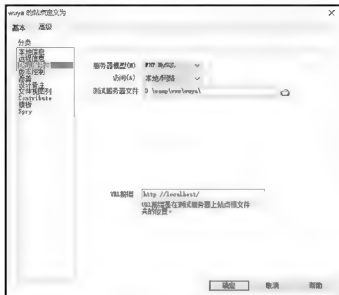 wuya 的站点定义为
基本 高级
分类
本地信息
远程信息
测试服务器
版本控制
遮盖
设计备注
文件视图列
Contribute
模板
Spry
服务器模型(M) PHP MySQL
访问(A) 本地/网络
测试服务器文件 D:\wamp\www\wuya\
URL前缀 http://localhost/
URL前缀是在测试服务器上站点根文件
夹的位置。
确定 取消 帮助